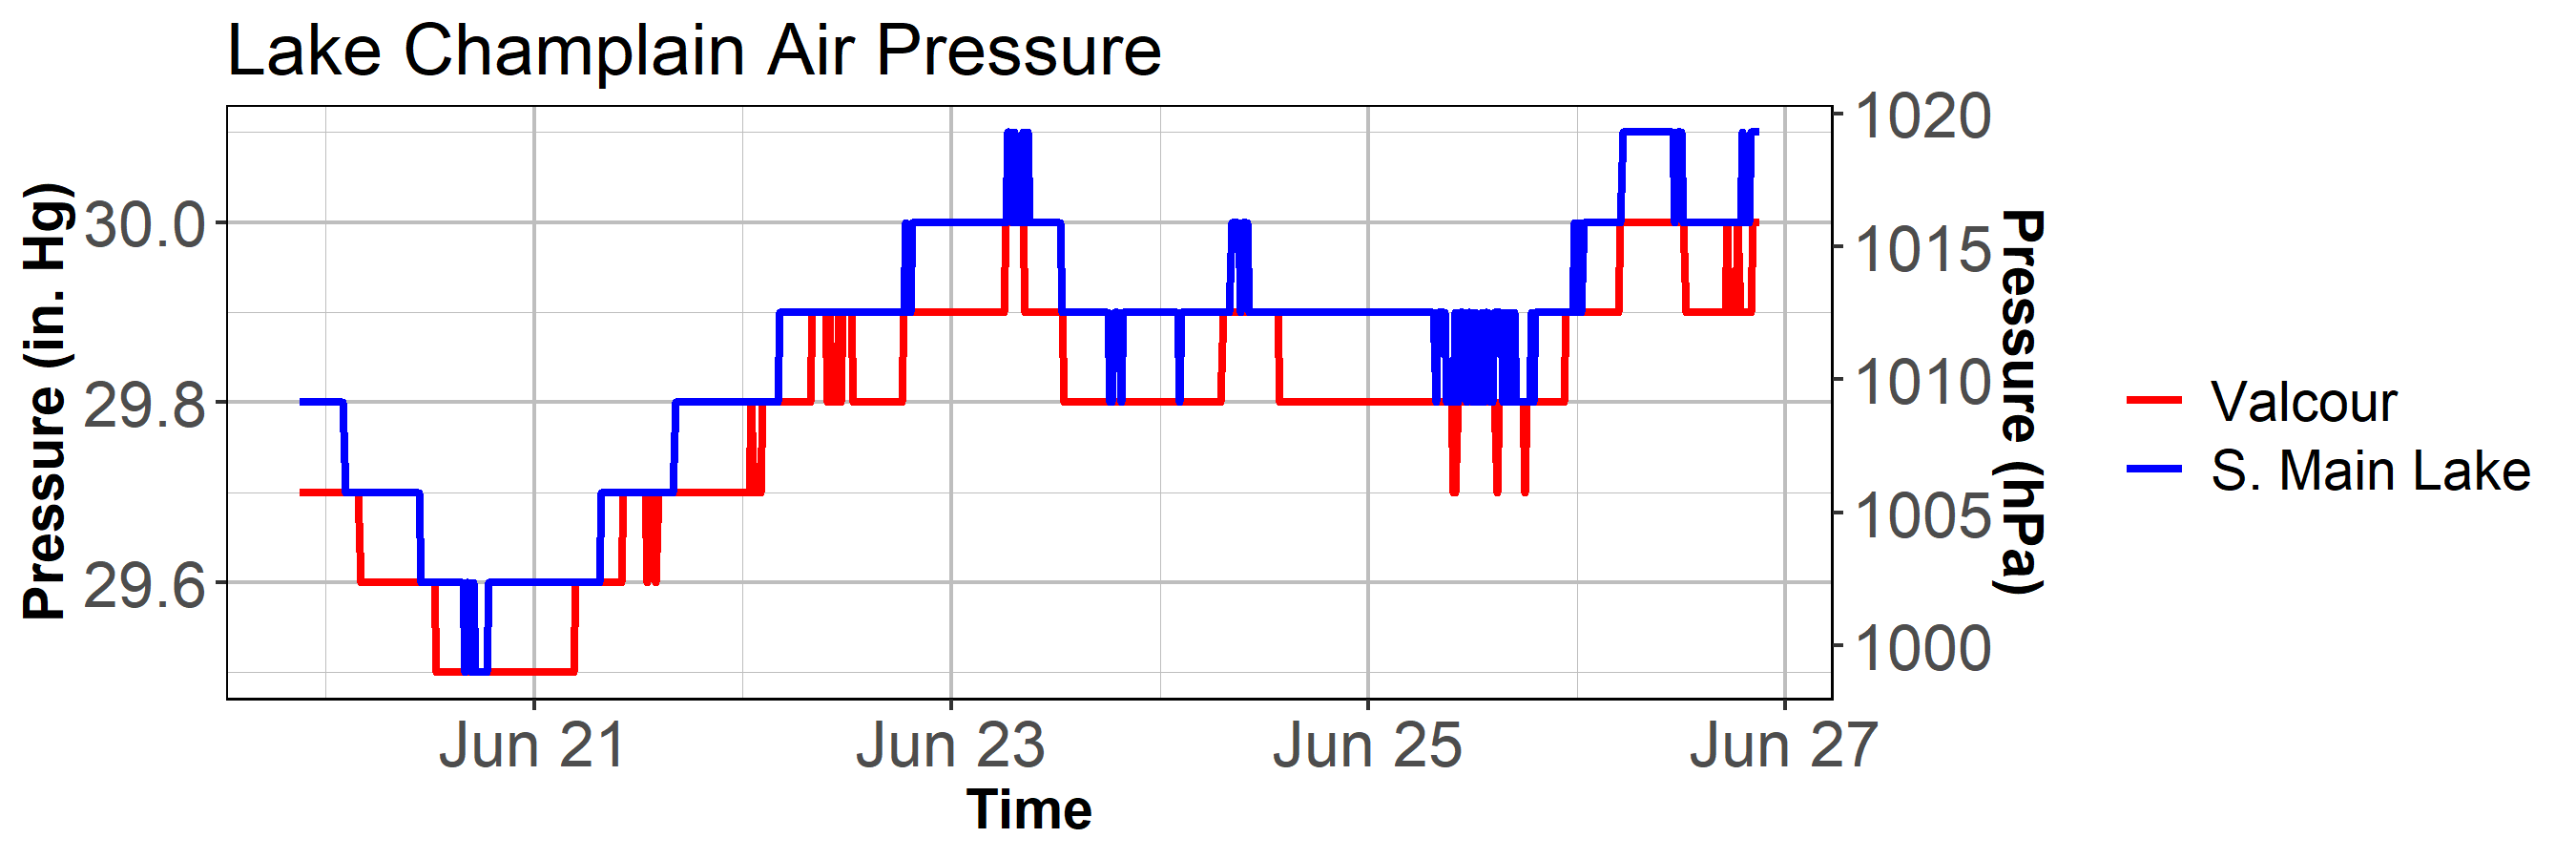 Lake Champlain Air Pressure
Pressure (in. Hg)
30.0
29.8
29.6
1020
1015
1010
1005
1000
Pressure (hPa)
Jun 21
Jun 23
Jun 25
Jun 27
Time
Valcour
S. Main Lake